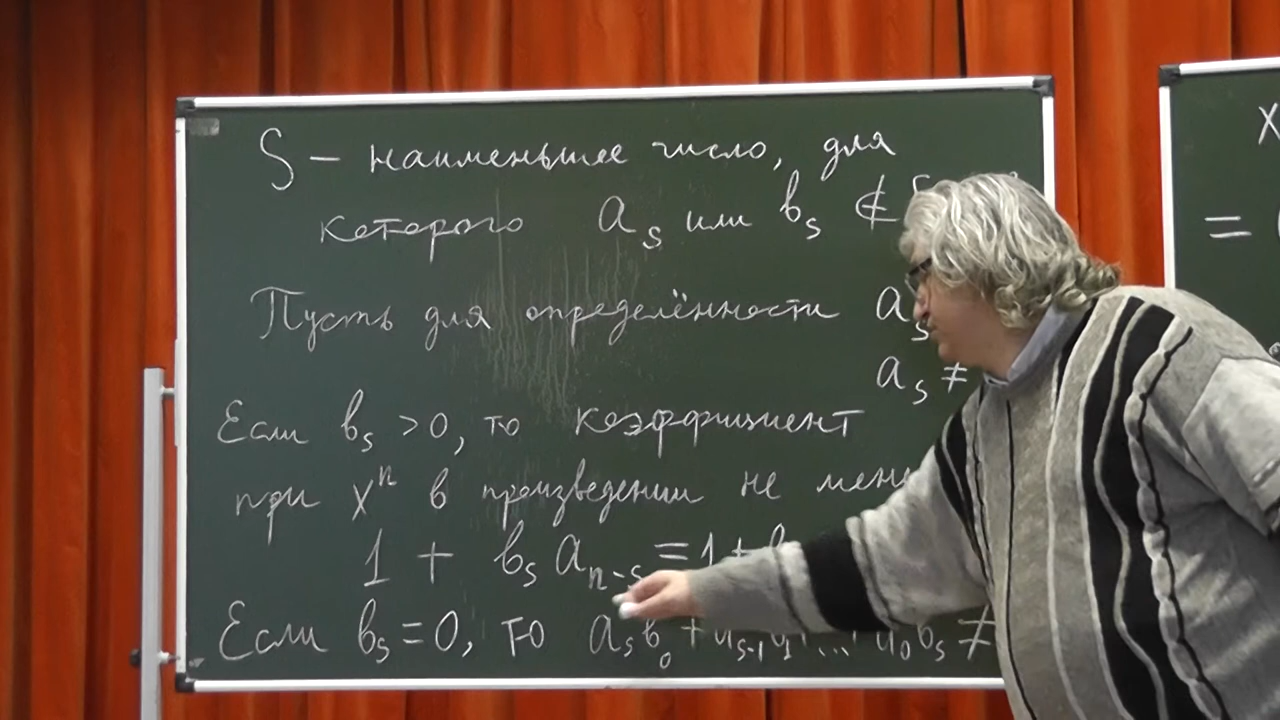 S – наименьшее число, для
которого a_s или b_s ⊄
Пусть для определённости a_s
a_s ≠
Если b_s > 0, то коэффициент
при x^n в произведении не
1 + b_s a_{n-s} = 1 +
Если b_s = 0, то a_s b_0 + a_{s-1} b_1 + ... a_0 b_s ≠
x
=